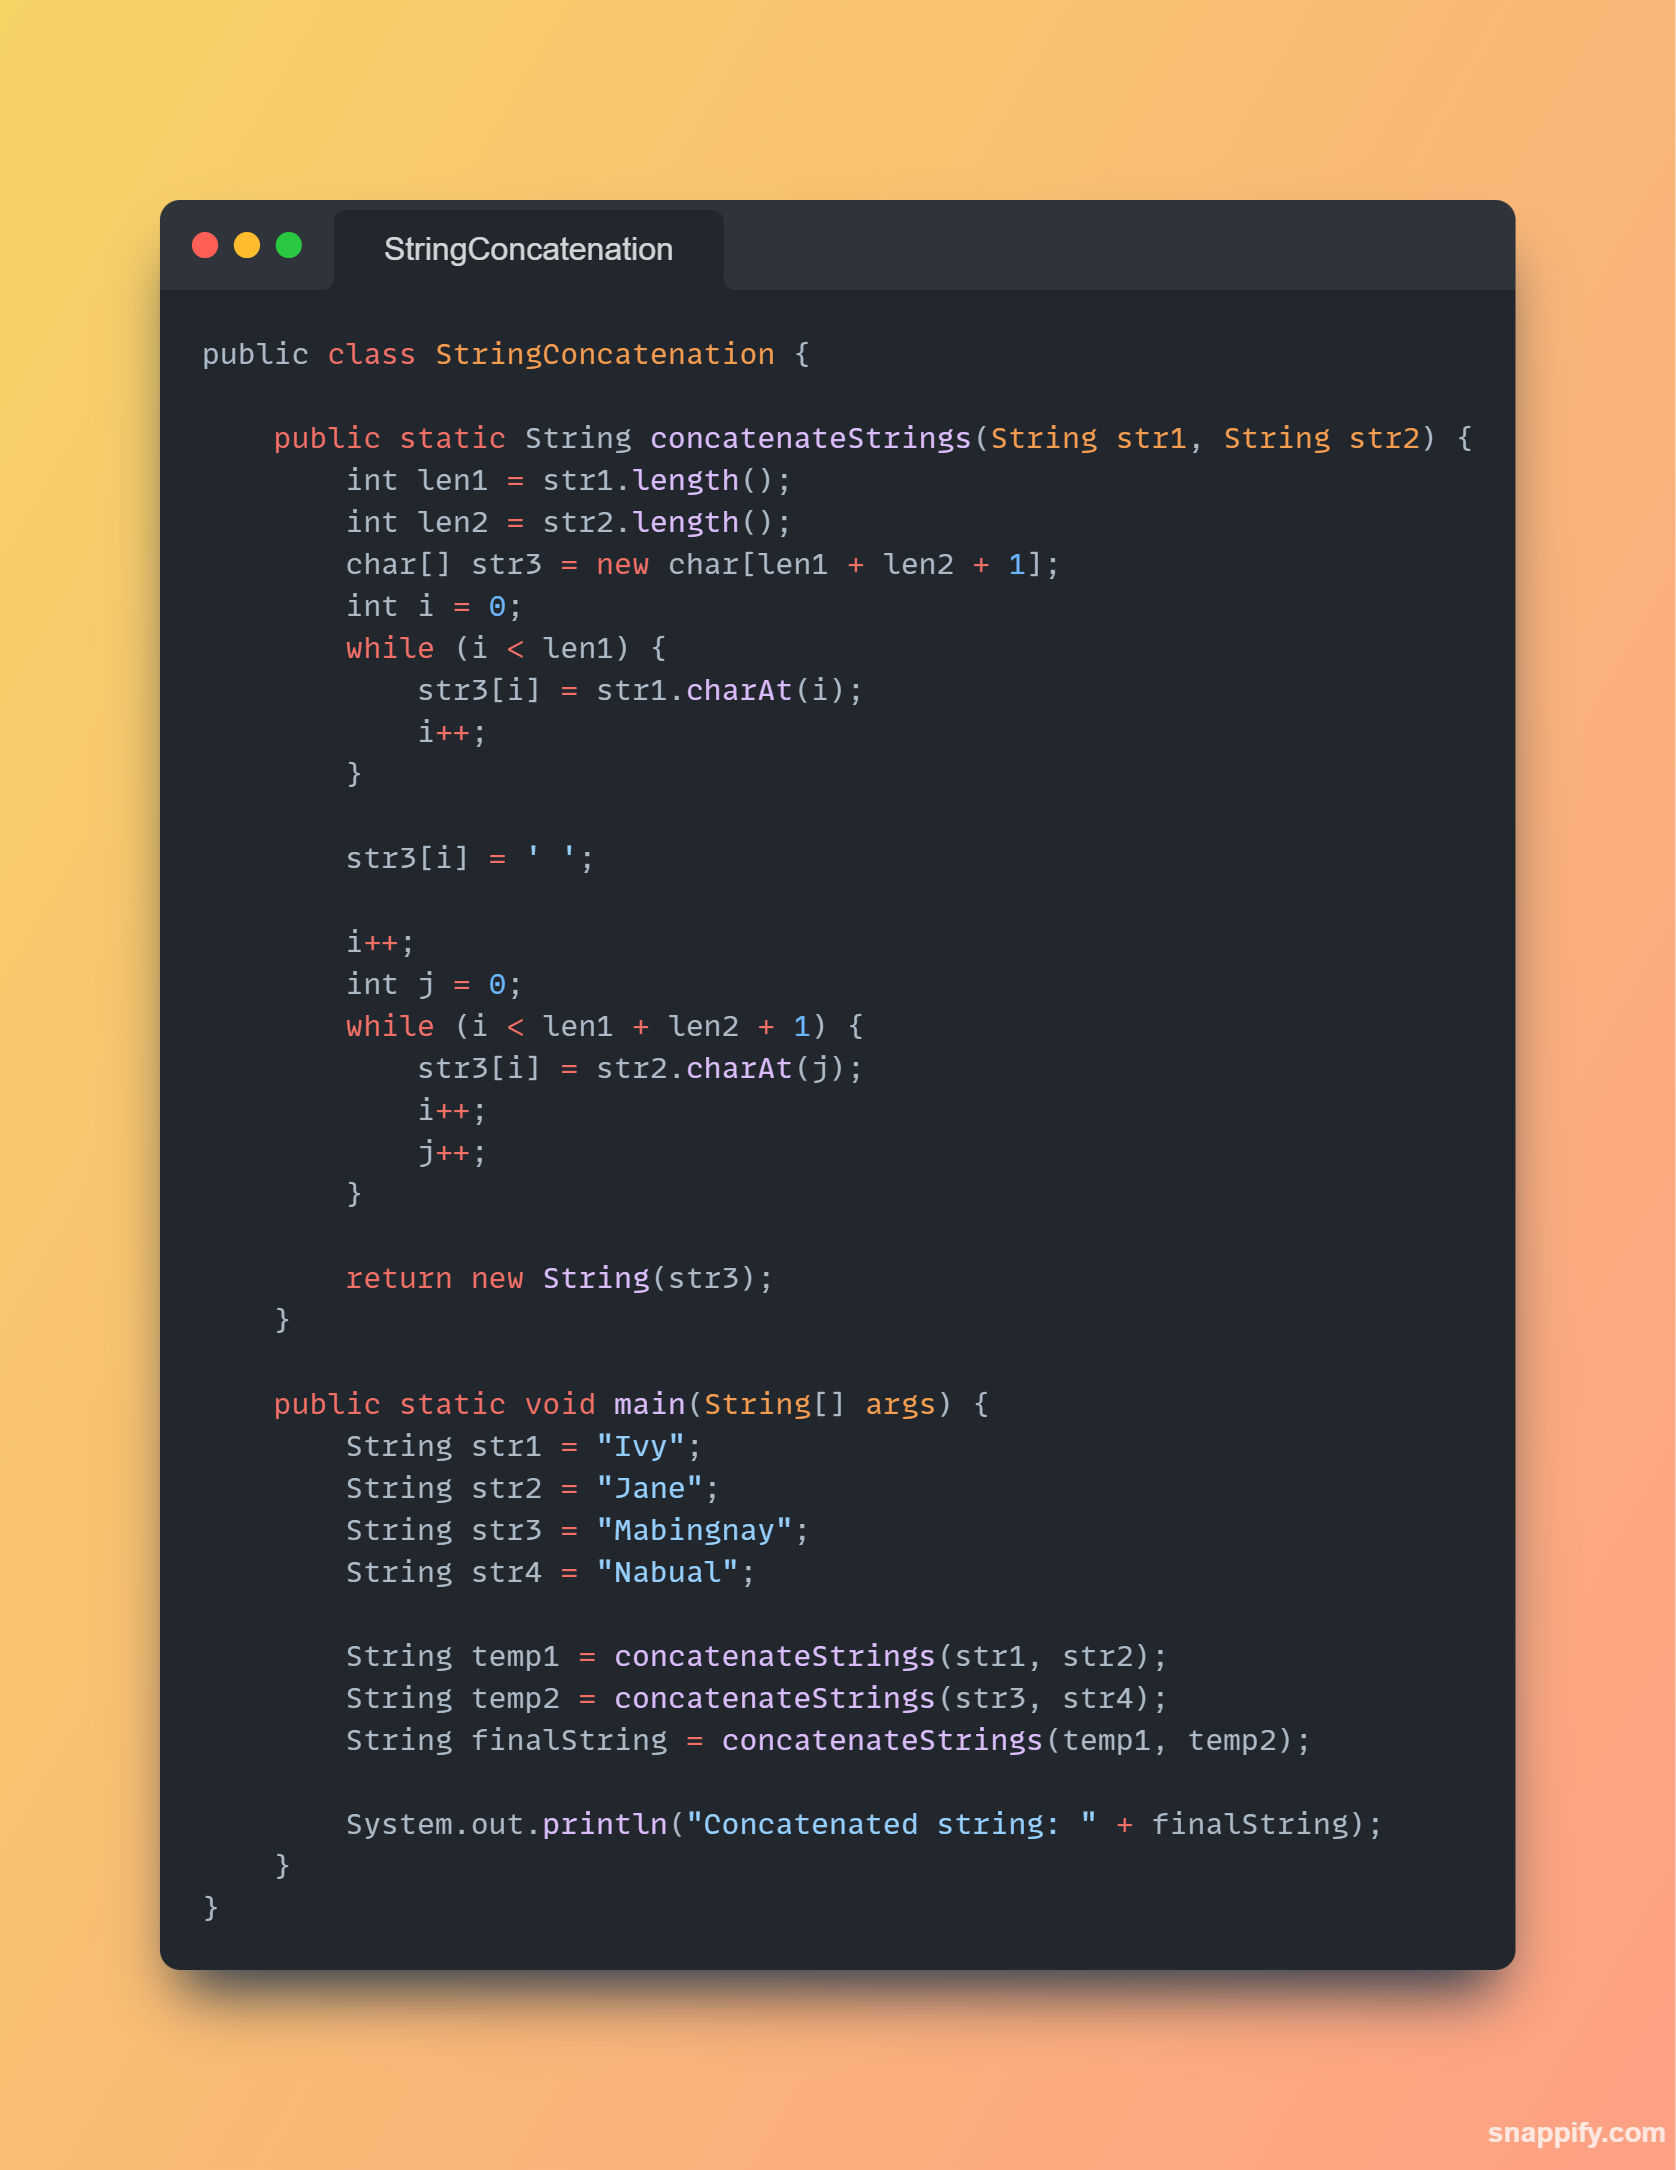 StringConcatenation
public class StringConcatenation {
    public static String concatenateStrings(String str1, String str2) {
        int len1 = str1.length();
        int len2 = str2.length();
        char[] str3 = new char[len1 + len2 + 1];
        int i = 0;
        while (i < len1) {
            str3[i] = str1.charAt(i);
            i++;
        }
        str3[i] = ' ';
        i++;
        int j = 0;
        while (i < len1 + len2 + 1) {
            str3[i] = str2.charAt(j);
            i++;
            j++;
        }
        return new String(str3);
    }
    public static void main(String[] args) {
        String str1 = "Ivy";
        String str2 = "Jane";
        String str3 = "Mabingnay";
        String str4 = "Nabual";
        String temp1 = concatenateStrings(str1, str2);
        String temp2 = concatenateStrings(str3, str4);
        String finalString = concatenateStrings(temp1, temp2);
        System.out.println("Concatenated string: " + finalString);
    }
}
snappify.com